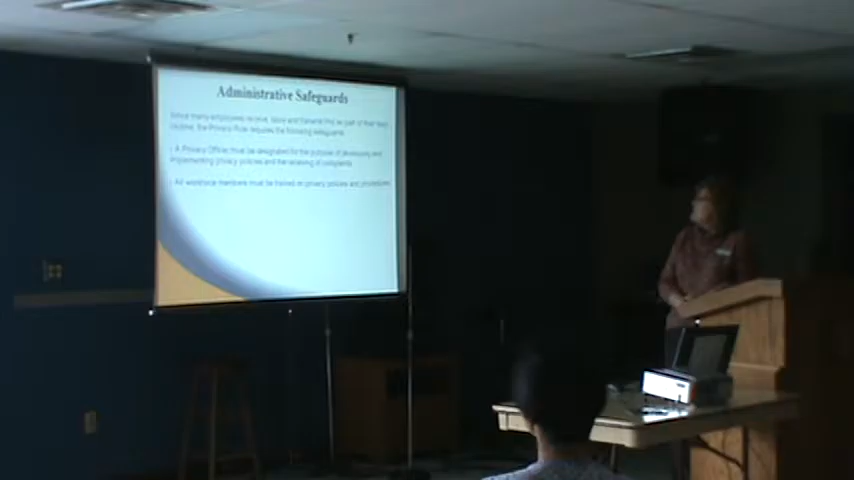 Administrative Safeguards
Since many employees receive, store and transmit PHI as part of their daily
routine, the Privacy Rule requires the following safeguards:
- A Privacy Officer must be designated for the purpose of developing and
implementing privacy policies and the receiving of complaints.
- All workforce members must be trained on privacy policies and procedures.